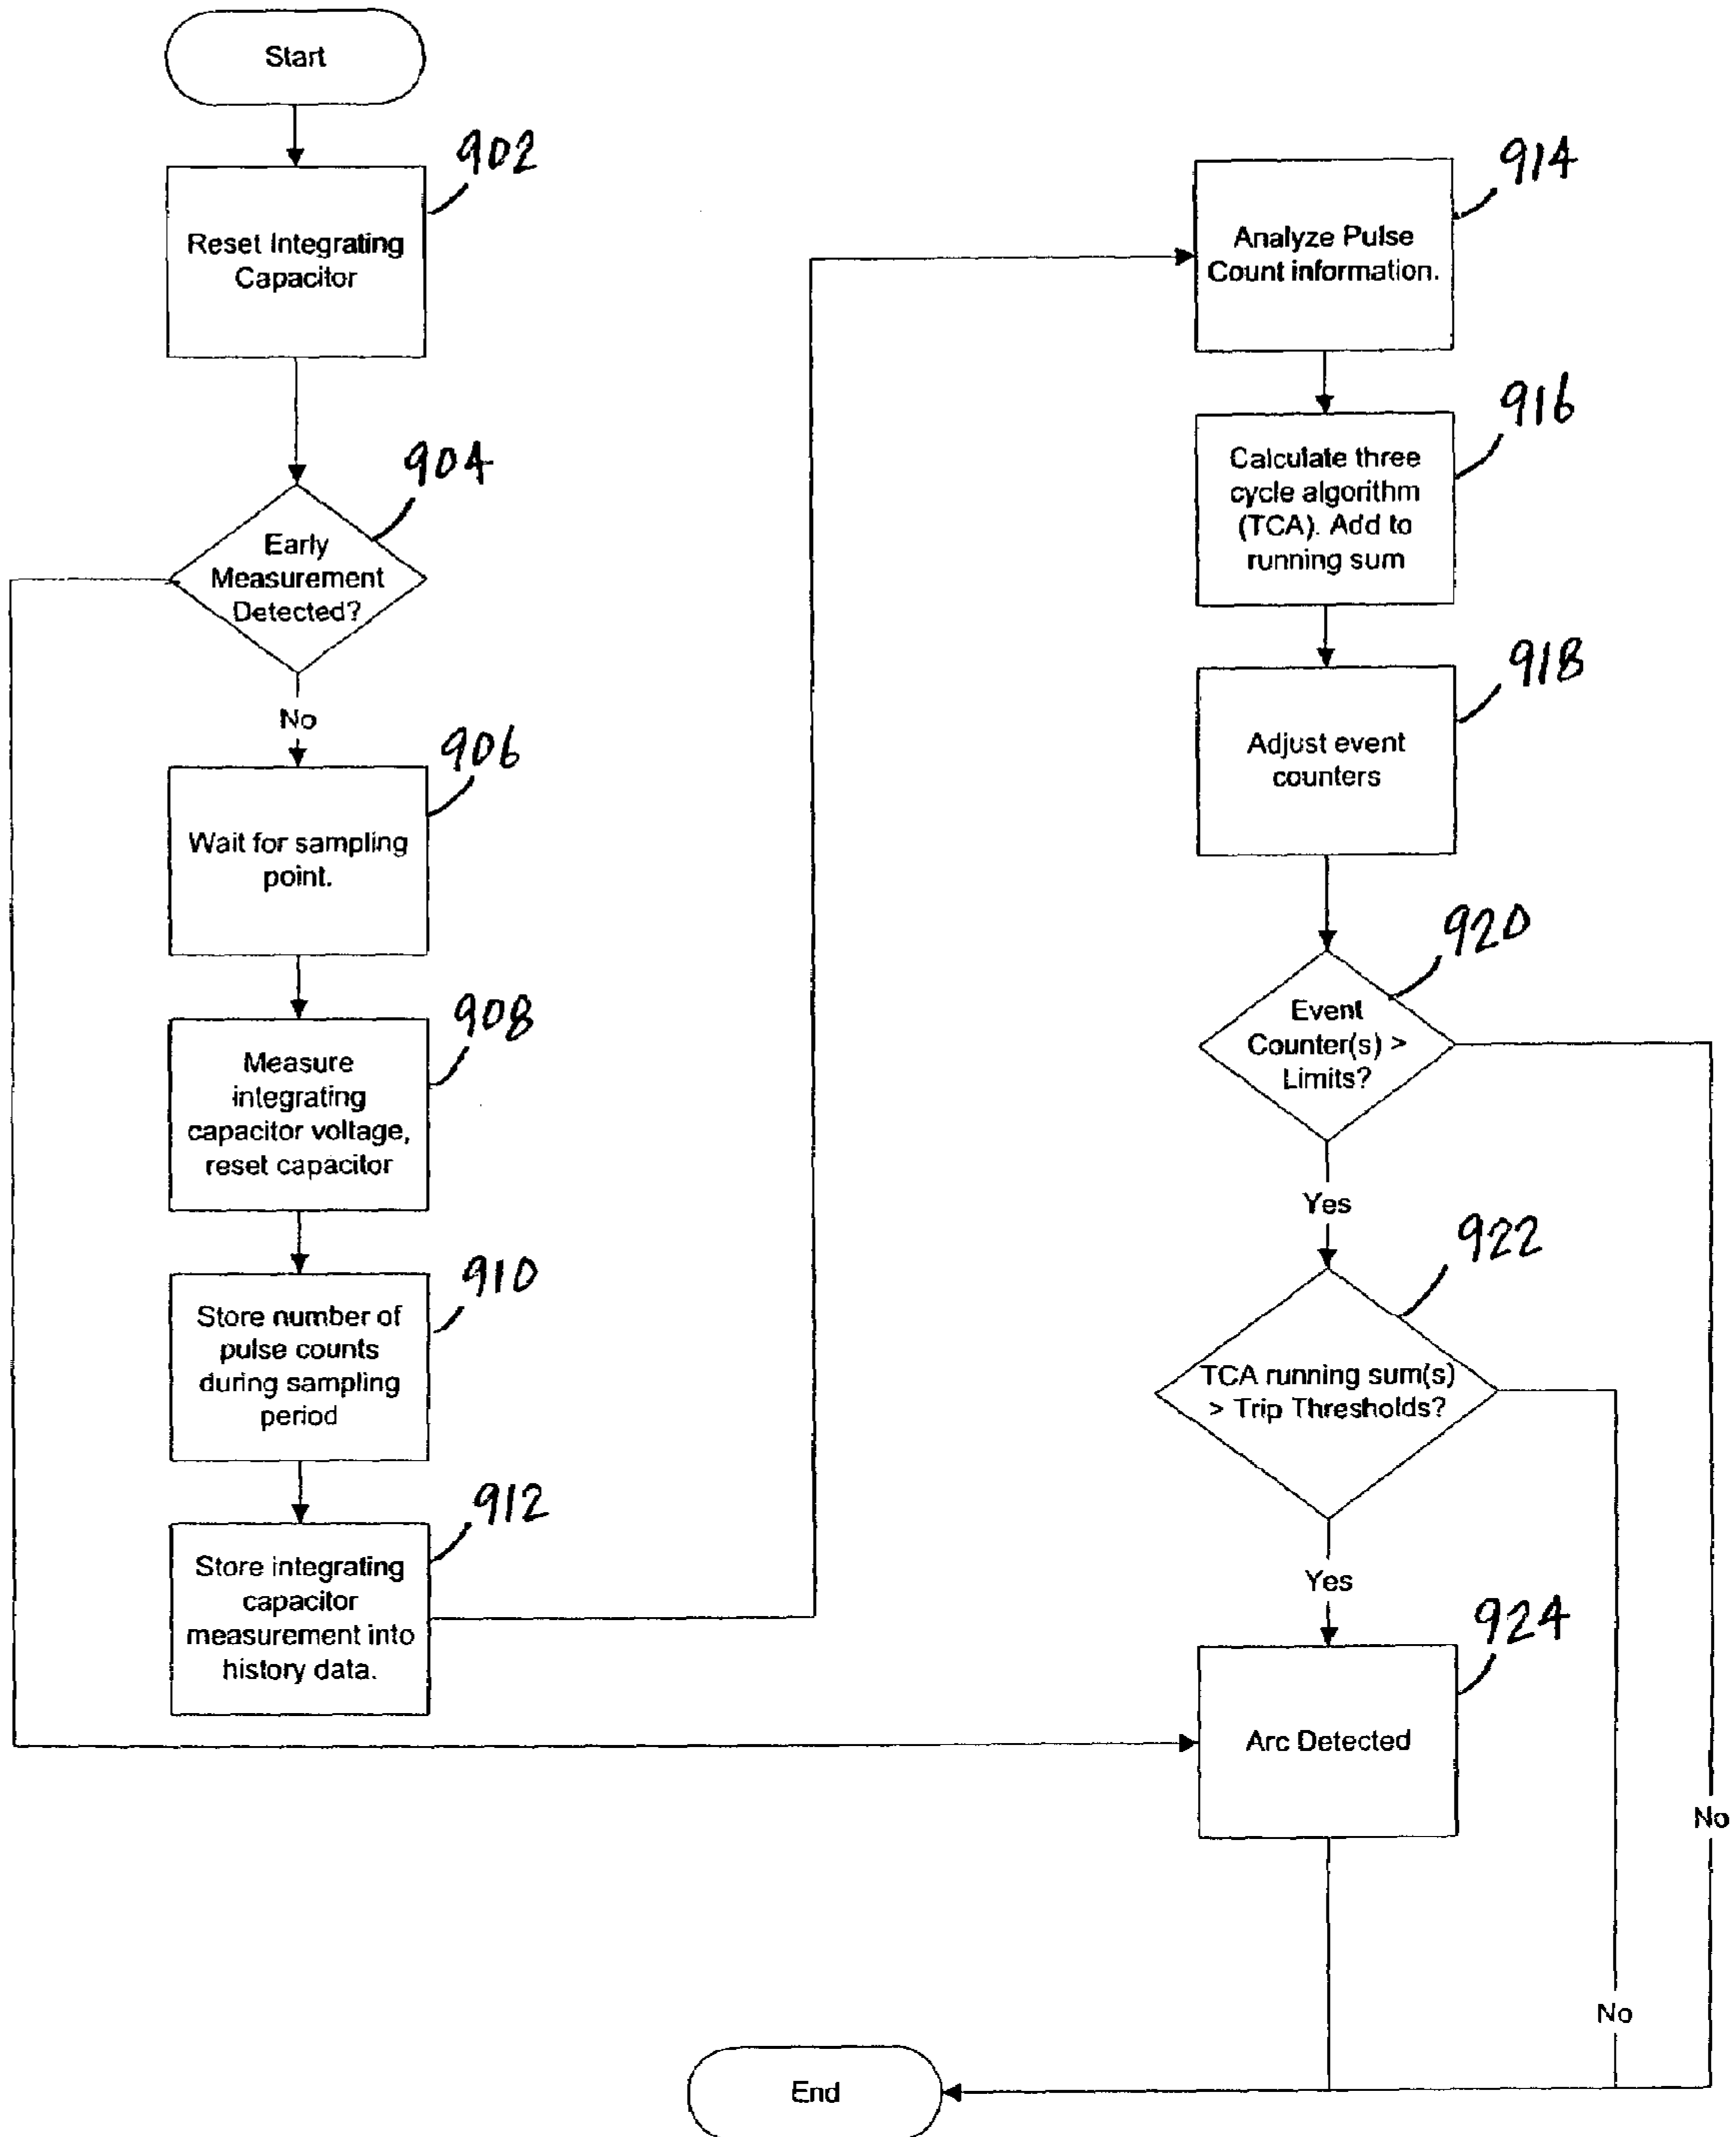 Start
902
Reset Integrating
Capacitor
904
Early
Measurement
Detected?
No
906
Wait for sampling
point.
908
Measure
integrating
capacitor voltage,
reset capacitor
910
Store number of
pulse counts
during sampling
period
912
Store integrating
capacitor
measurement into
history data.
914
Analyze Pulse
Count information.
916
Calculate three
cycle algorithm
(TCA). Add to
running sum
918
Adjust event
counters
920
Event
Counter(s) >
Limits?
Yes
922
TCA running sum(s)
> Trip Thresholds?
Yes
924
Arc Detected
No
No
End